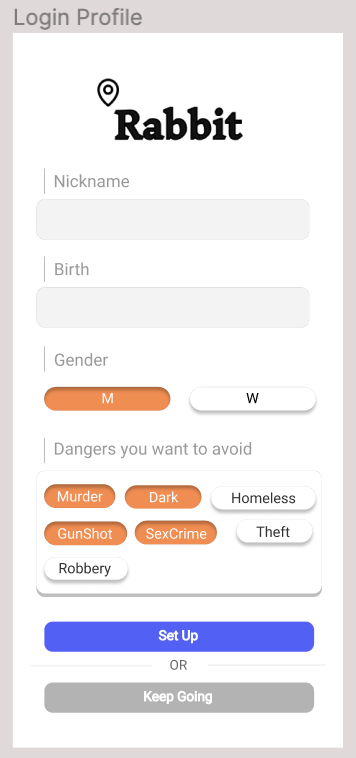 Login Profile
Rabbit
Nickname
Birth
Gender
M W
Dangers you want to avoid
Murder Dark Homeless
GunShot SexCrime Theft
Robbery
Set Up
OR
Keep Going